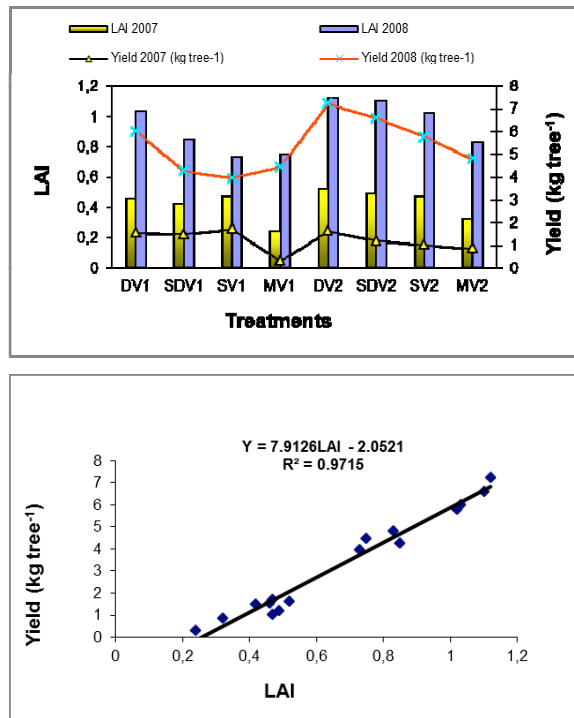 LAI 2007 LAI 2008
Yield 2007 (kg tree-1) Yield 2008 (kg tree-1)
1,2 8
1 7
0,8 6
0,6 5
0,4 4
0,2 3
0 2
1
0
LAI
Yield (kg tree-1)
DV1 SDV1 SV1 MV1 DV2 SDV2 SV2 MV2
Treatments
Y = 7.9126LAI - 2.0521
R² = 0.9715
8
7
6
5
4
3
2
1
0
Yield (kg tree-1)
0 0,2 0,4 0,6 0,8 1 1,2
LAI